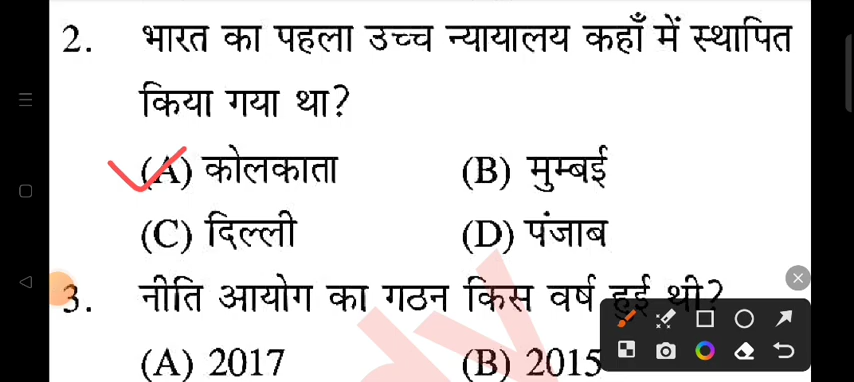 2. भारत का पहला उच्च न्यायालय कहाँ में स्थापित
किया गया था?
(A) कोलकाता (B) मुम्बई
(C) दिल्ली (D) पंजाब
3. नीति आयोग का गठन किस वर्ष हुई थी?
(A) 2017 (B) 2015